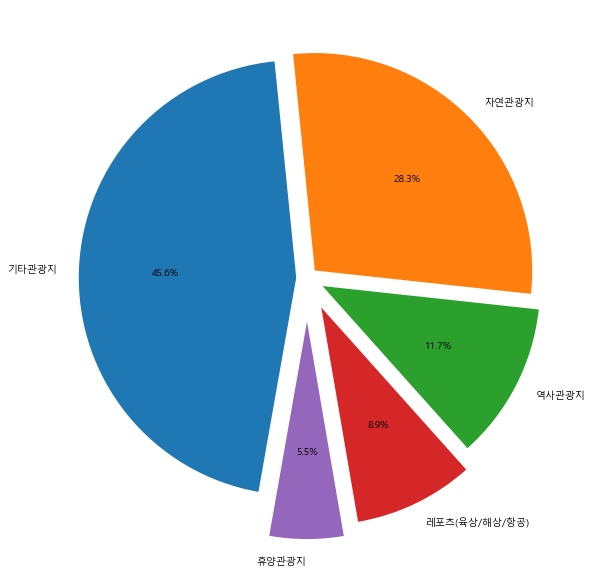 자연관광지
28.3%
기타관광지
45.6%
11.7%
역사관광지
8.9%
5.5%
레포츠(육상/해상/항공)
휴양관광지